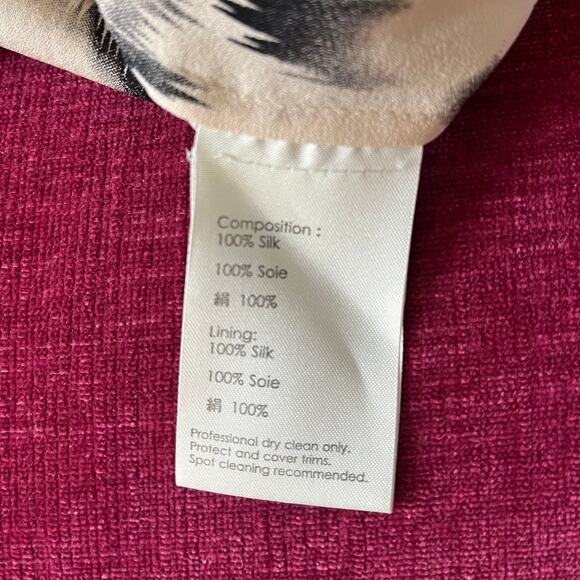 Composition :
100% Silk
100% Soie
絹 100%
Lining:
100% Silk
100% Soie
絹 100%
Professional dry clean only.
Protect and cover trims.
Spot cleaning recommended.